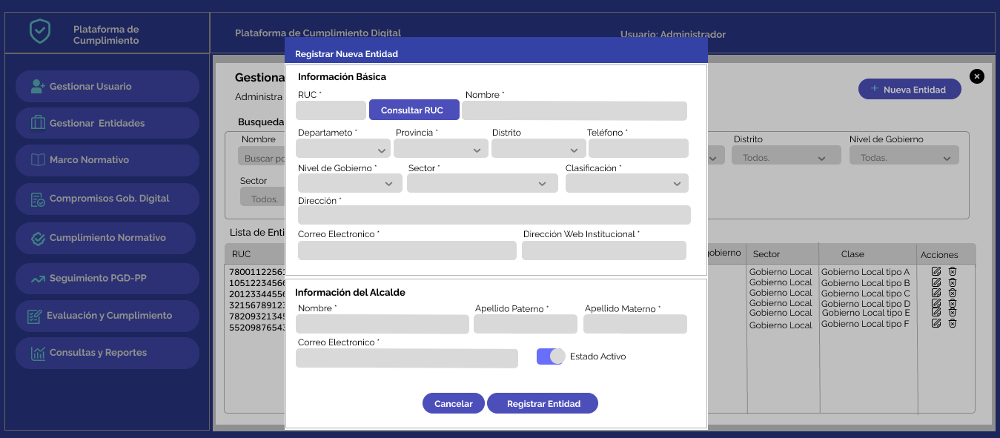 Plataforma de
Cumplimiento
Plataforma de Cumplimiento Digital
Usuario: Administrador
Gestionar Usuario
Gestionar Entidades
Marco Normativo
Compromisos Gob. Digital
Cumplimiento Normativo
Seguimiento PGD-PP
Evaluación y Cumplimiento
Consultas y Reportes
Gestiona
Administra
+ Nueva Entidad
Busqueda
Nombre
Distrito
Nivel de Gobierno
Buscar po
Todos.
Todas.
Sector
Todos.
Lista de Enti
RUC
gobierno
Sector
Clase
Acciones
78001122561
Gobierno Local
Gobierno Local tipo A
10512234566
Gobierno Local
Gobierno Local tipo B
20123344556
Gobierno Local
Gobierno Local tipo C
32156789123
Gobierno Local
Gobierno Local tipo D
78209321345
Gobierno Local
Gobierno Local tipo E
55209876543
Gobierno Local
Gobierno Local tipo F
Registrar Nueva Entidad
Información Básica
RUC *
Nombre *
Consultar RUC
Departameto *
Provincia *
Distrito
Teléfono *
Nivel de Gobierno *
Sector *
Clasificación *
Dirección *
Correo Electronico *
Dirección Web Institucional *
Información del Alcalde
Nombre *
Apellido Paterno *
Apellido Materno *
Correo Electronico *
Estado Activo
Cancelar
Registrar Entidad